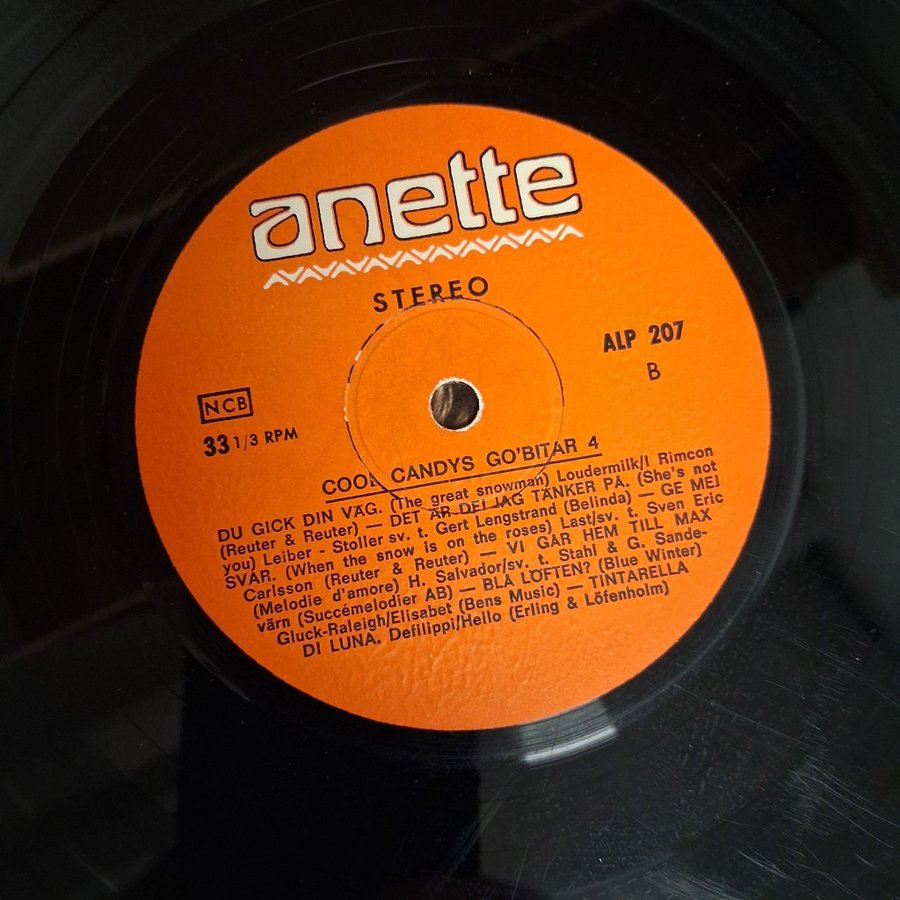 anette
STEREO
ALP 207
B
NCB
33 1/3 RPM
COOL CANDYS GO'BITAR 4
DU GICK DIN VÄG. (The great snowman) Loudermilk/I Rimcon
(Reuter & Reuter) — DET ÄR DEJ JAG TÄNKER PÅ. (She's not
you) Leiber - Stoller sv. t. Gert Lengstrand (Belinda) — GE MEJ
SVAR. (When the snow is on the roses) Last/sv. t. Sven Eric
Carlsson (Reuter & Reuter) — VI GÅR HEM TILL MAX
(Melodie d'amore) H. Salvador/sv. t. Stahl & G. Sande-
värn (Succémelodier AB) — BLÅ LÖFTEN? (Blue Winter)
Gluck-Raleigh/Elisabet (Bens Music) — TINTARELLA
DI LUNA. Defilippi/Hello (Erling & Löfenholm)